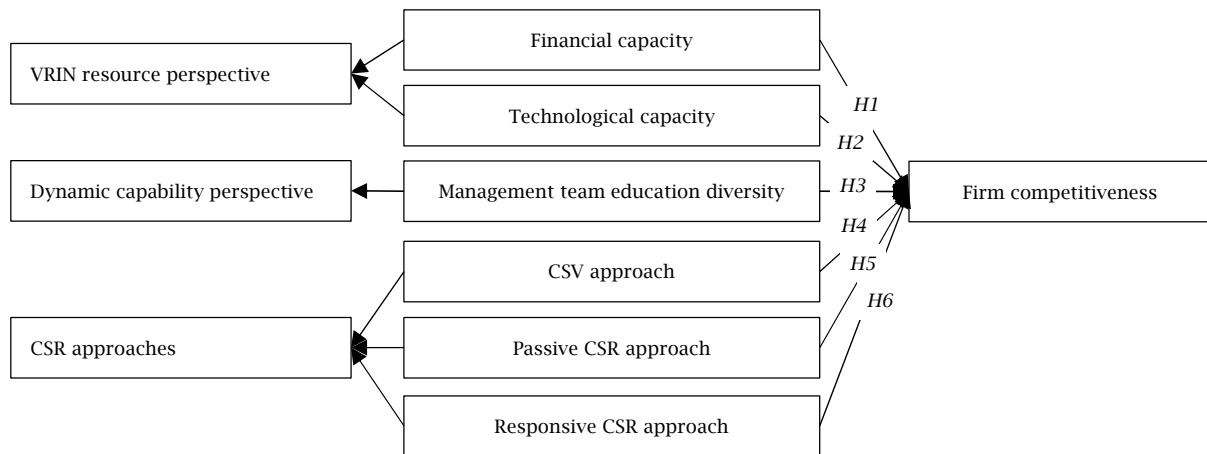 Financial capacity
VRIN resource perspective
H1
Technological capacity
H2
Dynamic capability perspective
Management team education diversity
H3
Firm competitiveness
H4
CSV approach
H5
H6
CSR approaches
Passive CSR approach
Responsive CSR approach